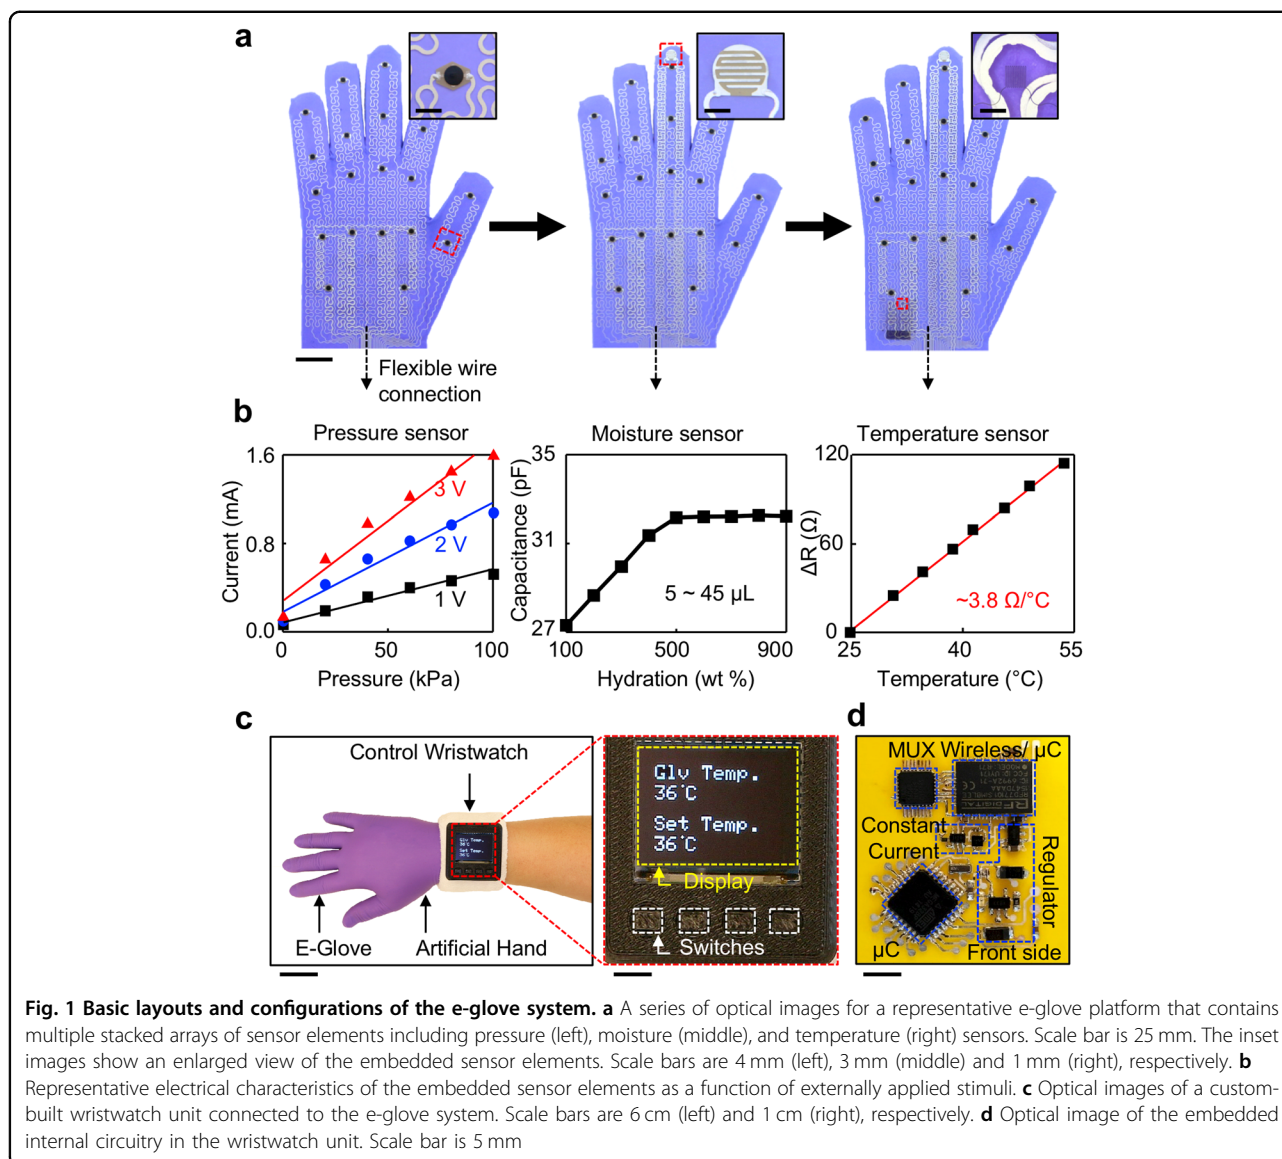 a
Flexible wire
connection
b
Pressure sensor
Moisture sensor
Temperature sensor
Current (mA)
1.6
0.8
0.0
3 V
2 V
1 V
0
50
100
Pressure (kPa)
Capacitance (pF)
35
31
27
5 ~ 45 µL
100
500
900
Hydration (wt %)
ΔR (Ω)
120
60
0
~3.8 Ω/°C
25
40
55
Temperature (°C)
c
Control Wristwatch
E-Glove
Artificial Hand
Glv Temp.
36°C
Set Temp.
36°C
Display
Switches
d
MUX Wireless/ µC
RF DIGITAL
Constant
Current
Regulator
µC
Front side
Fig. 1 Basic layouts and configurations of the e-glove system. a A series of optical images for a representative e-glove platform that contains
multiple stacked arrays of sensor elements including pressure (left), moisture (middle), and temperature (right) sensors. Scale bar is 25 mm. The inset
images show an enlarged view of the embedded sensor elements. Scale bars are 4 mm (left), 3 mm (middle) and 1 mm (right), respectively. b
Representative electrical characteristics of the embedded sensor elements as a function of externally applied stimuli. c Optical images of a custom-
built wristwatch unit connected to the e-glove system. Scale bars are 6 cm (left) and 1 cm (right), respectively. d Optical image of the embedded
internal circuitry in the wristwatch unit. Scale bar is 5 mm